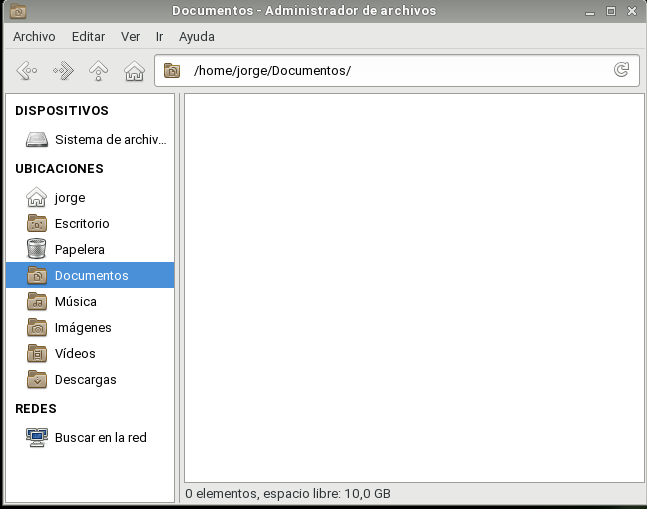 Documentos - Administrador de archivos
Archivo Editar Ver Ir Ayuda
/home/jorge/Documentos/
DISPOSITIVOS
Sistema de archiv...
UBICACIONES
jorge
Escritorio
Papelera
Documentos
Música
Imágenes
Vídeos
Descargas
REDES
Buscar en la red
0 elementos, espacio libre: 10,0 GB